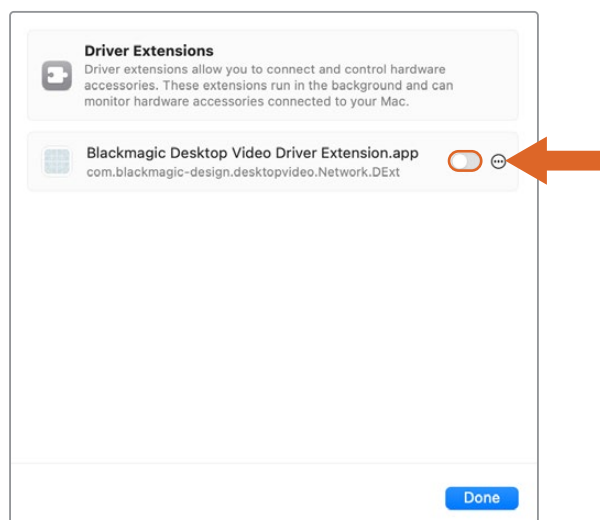 Driver Extensions
Driver extensions allow you to connect and control hardware
accessories. These extensions run in the background and can
monitor hardware accessories connected to your Mac.
Blackmagic Desktop Video Driver Extension.app
com.blackmagic-design.desktopvideo.Network.DExt
Done